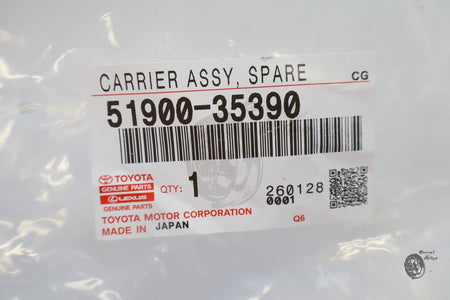 CARRIER ASSY, SPARE CG
51900-35390
TOYOTA
GENUINE PARTS
LEXUS
GENUINE PARTS
QTY: 1
260128
0001
TOYOTA MOTOR CORPORATION
MADE IN JAPAN
Q6